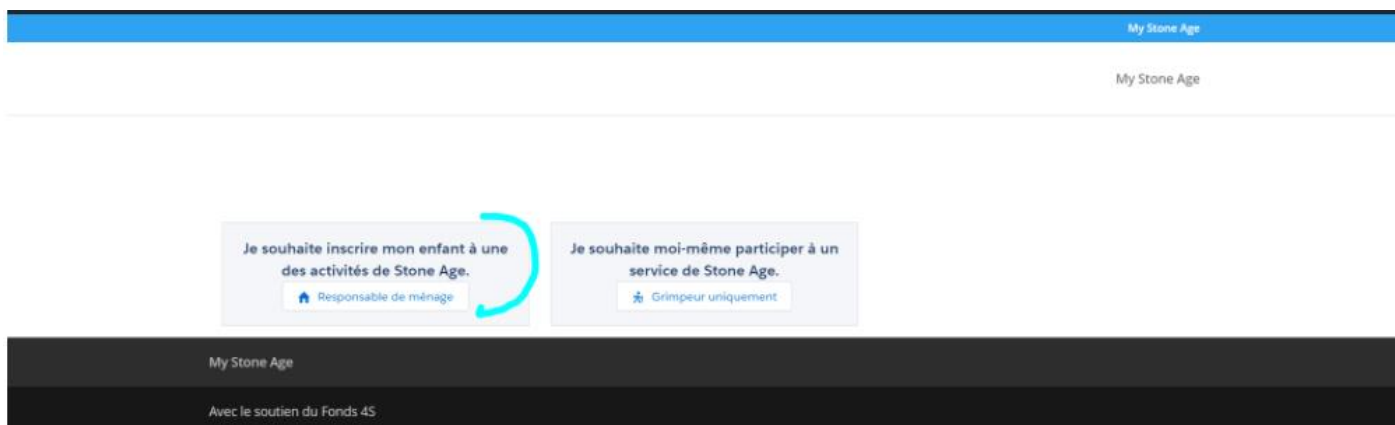 My Stone Age
My Stone Age
Je souhaite inscrire mon enfant à une
des activités de Stone Age.
Responsable de ménage
Je souhaite moi-même participer à un
service de Stone Age.
Grimpeur uniquement
My Stone Age
Avec le soutien du Fonds 4S